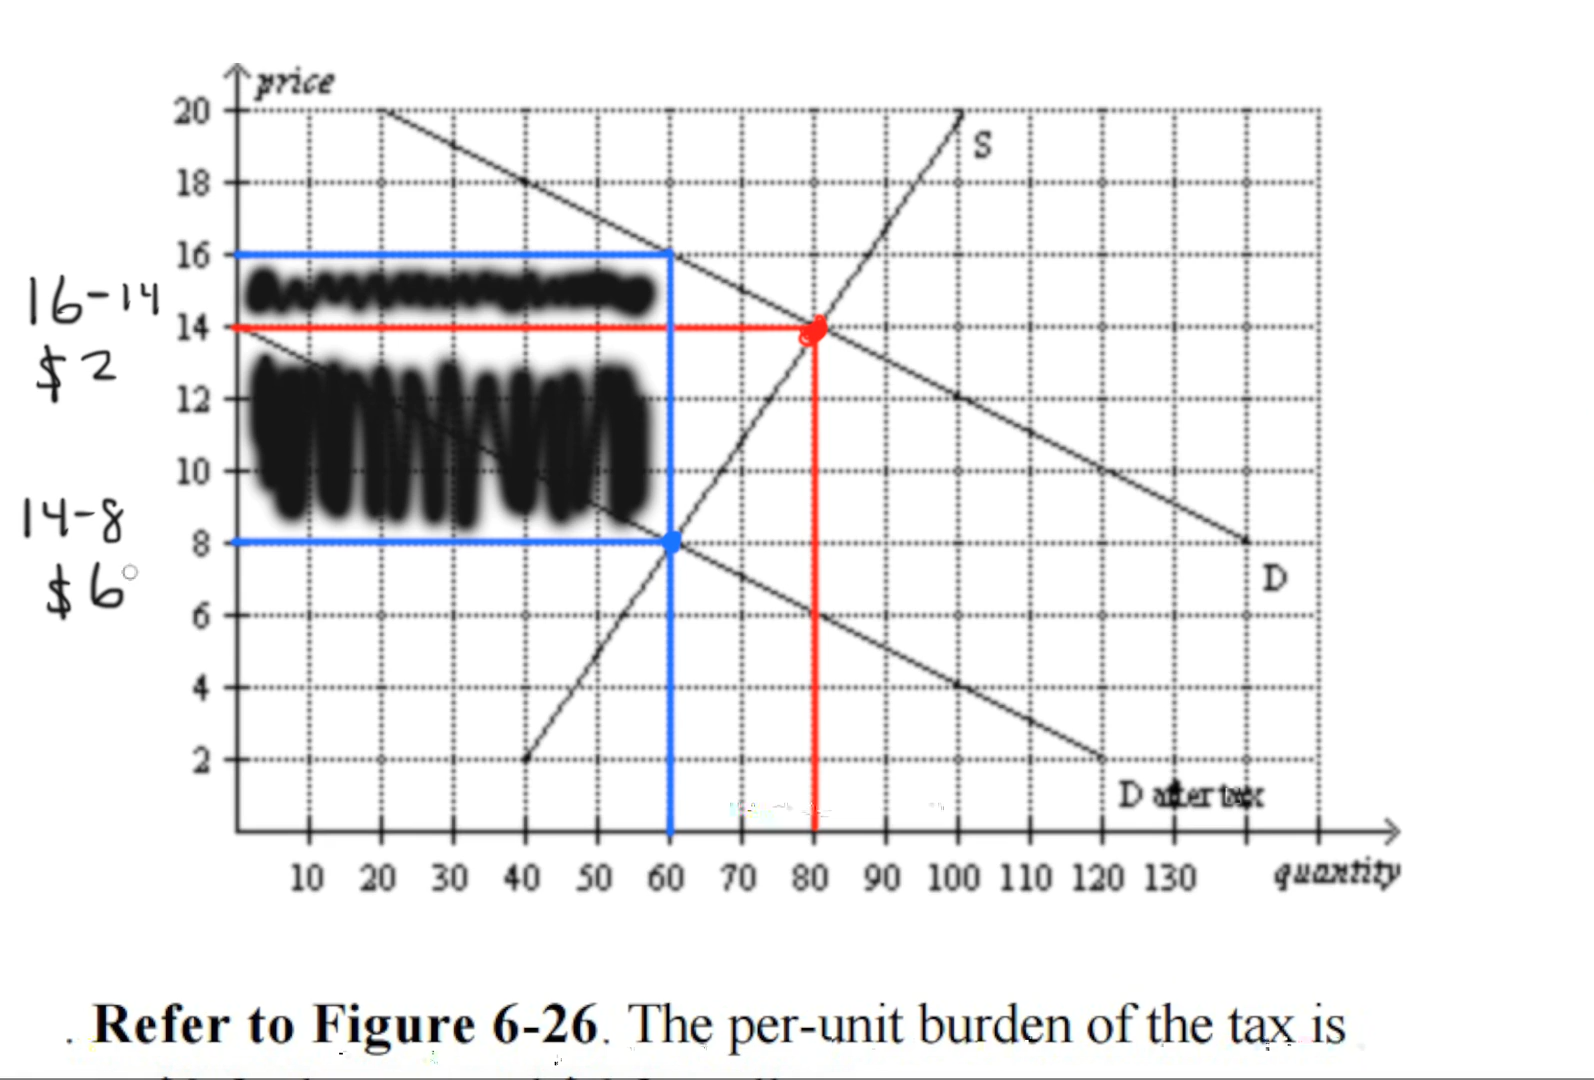 price
20
S
18
16
16-14
14
$2
12
10
14-8
8
$6
D
6
4
2
D after tax
10 20 30 40 50 60 70 80 90 100 110 120 130 quantity
. Refer to Figure 6-26. The per-unit burden of the tax is